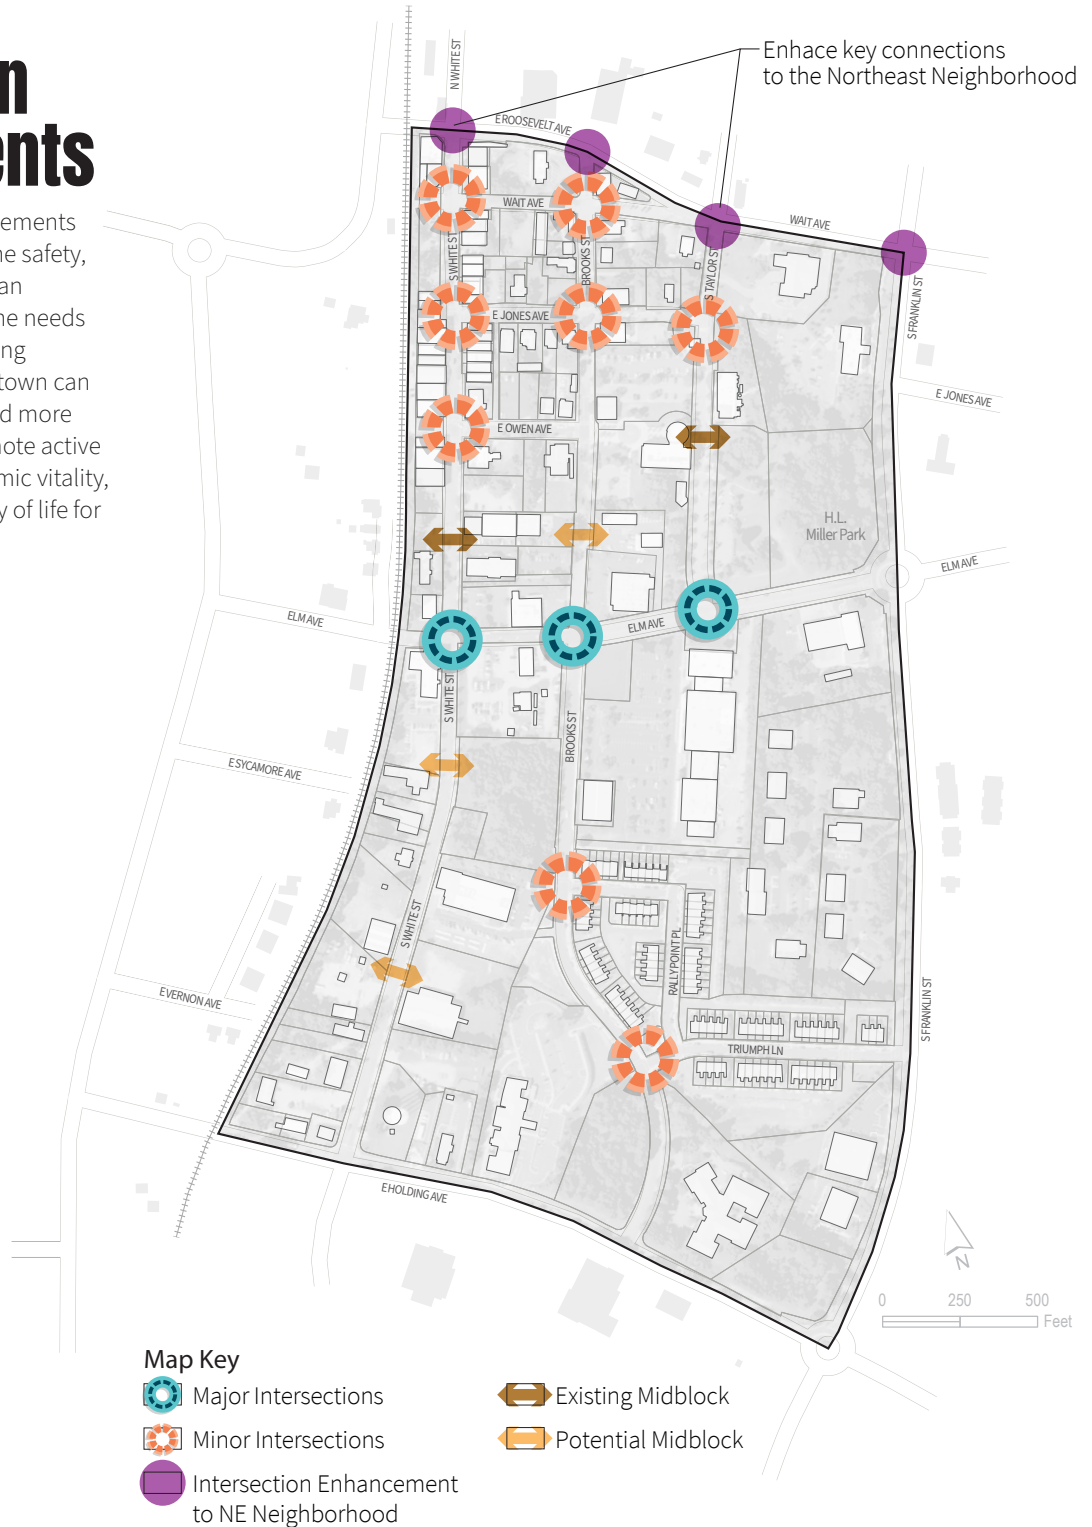 n
ents
ements
ne safety,
an
ne needs
ng
town can
d more
note active
mic vitality,
y of life for
Enhace key connections
to the Northeast Neighborhood
N WHITE ST
E ROOSEVELT AVE
WAIT AVE
WAIT AVE
S WHITE ST
BROOKS ST
S TAYLOR ST
S FRANKLIN ST
E JONES AVE
E JONES AVE
E OWEN AVE
H.L.
Miller Park
ELM AVE
ELM AVE
ELM AVE
S WHITE ST
BROOKS ST
E SYCAMORE AVE
S WHITE ST
RALLYPOINT PL
E VERNON AVE
S FRANKLIN ST
TRIUMPH LN
E HOLDING AVE
N
0 250 500
Feet
Map Key
Major Intersections
Minor Intersections
Intersection Enhancement
to NE Neighborhood
Existing Midblock
Potential Midblock